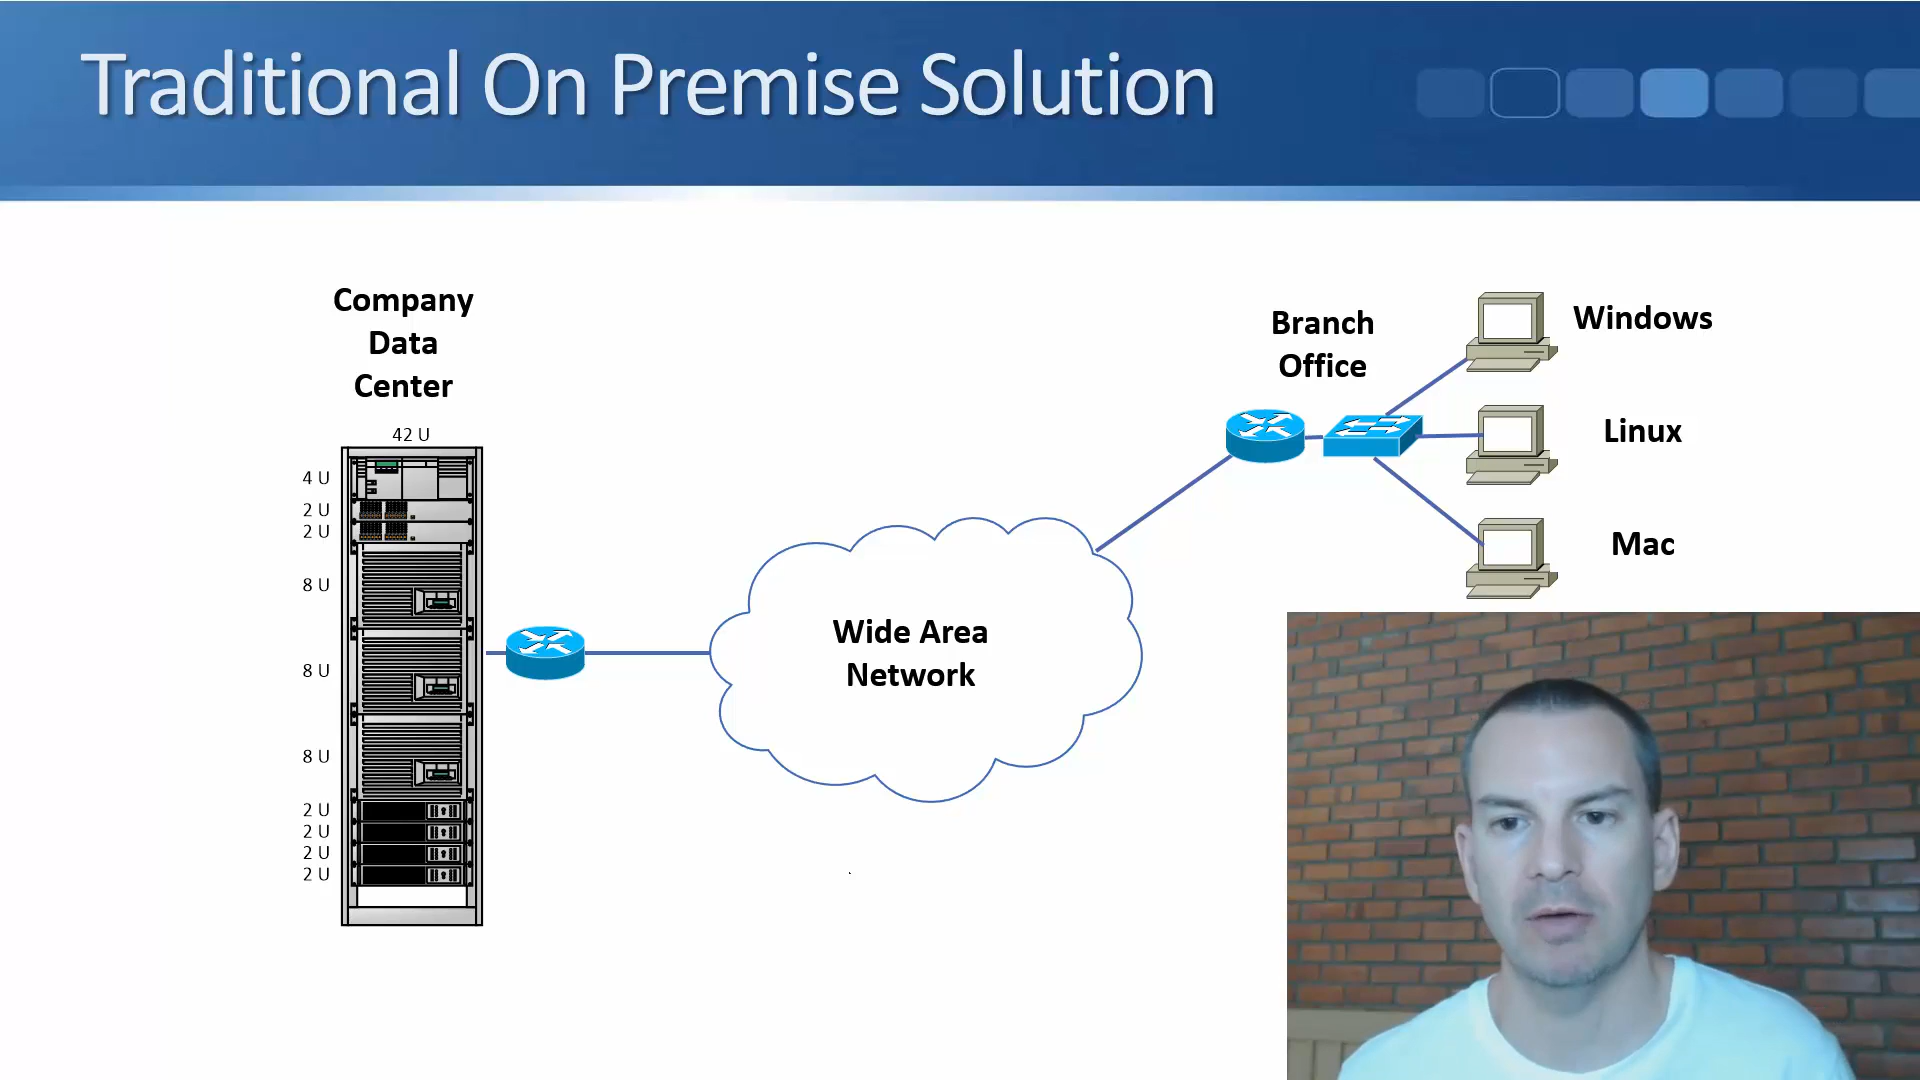 Traditional On Premise Solution
Company
Data
Center
42 U
4 U
2 U
2 U
8 U
8 U
8 U
2 U
2 U
2 U
2 U
Wide Area
Network
Branch
Office
Windows
Linux
Mac